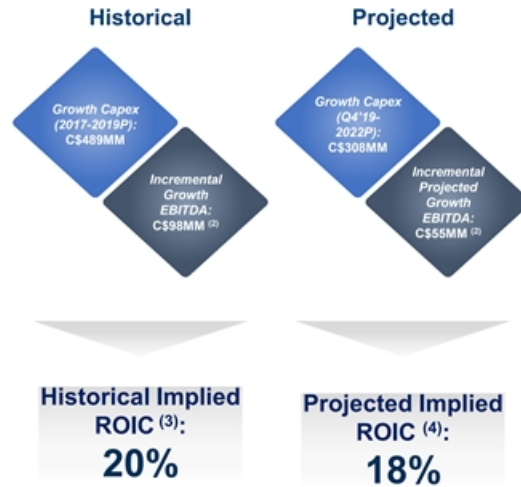 Historical
Growth Capex
(2017-2019P):
C$489MM
Incremental
Growth
EBITDA:
C$98MM (2)
Historical Implied
ROIC (3):
20%
Projected
Growth Capex
(Q4'19-
2022P):
C$308MM
Incremental
Projected
Growth
EBITDA:
C$55MM (2)
Projected Implied
ROIC (4):
18%